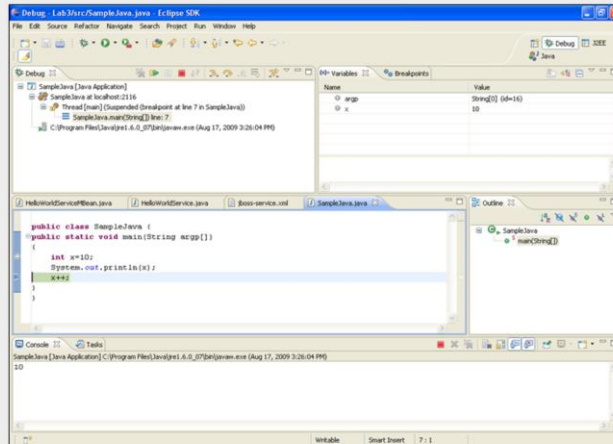 Debug - Lab3/src/SampleJava.java - Eclipse SDK
File Edit Source Refactor Navigate Search Project Run Window Help
Debug J2EE
Java
Debug
SampleJava [Java Application]
SampleJava at localhost:2116
Thread [main] (Suspended (breakpoint at line 7 in SampleJava))
SampleJava.main(String[]) line: 7
C:\Program Files\Java\jre1.6.0_07\bin\javaw.exe (Aug 17, 2009 3:26:04 PM)
Variables Breakpoints
Name Value
argp String[0] (id=16)
x 10
HelloWorldServiceMBean.java HelloWorldService.java jboss-service.xml SampleJava.java
public class SampleJava {
public static void main(String argp[])
{
int x=10;
System.out.println(x);
x++;
}
}
Outline
SampleJava
main(String[])
Console Tasks
SampleJava [Java Application] C:\Program Files\Java\jre1.6.0_07\bin\javaw.exe (Aug 17, 2009 3:26:04 PM)
10
Writable Smart Insert 7 : 1